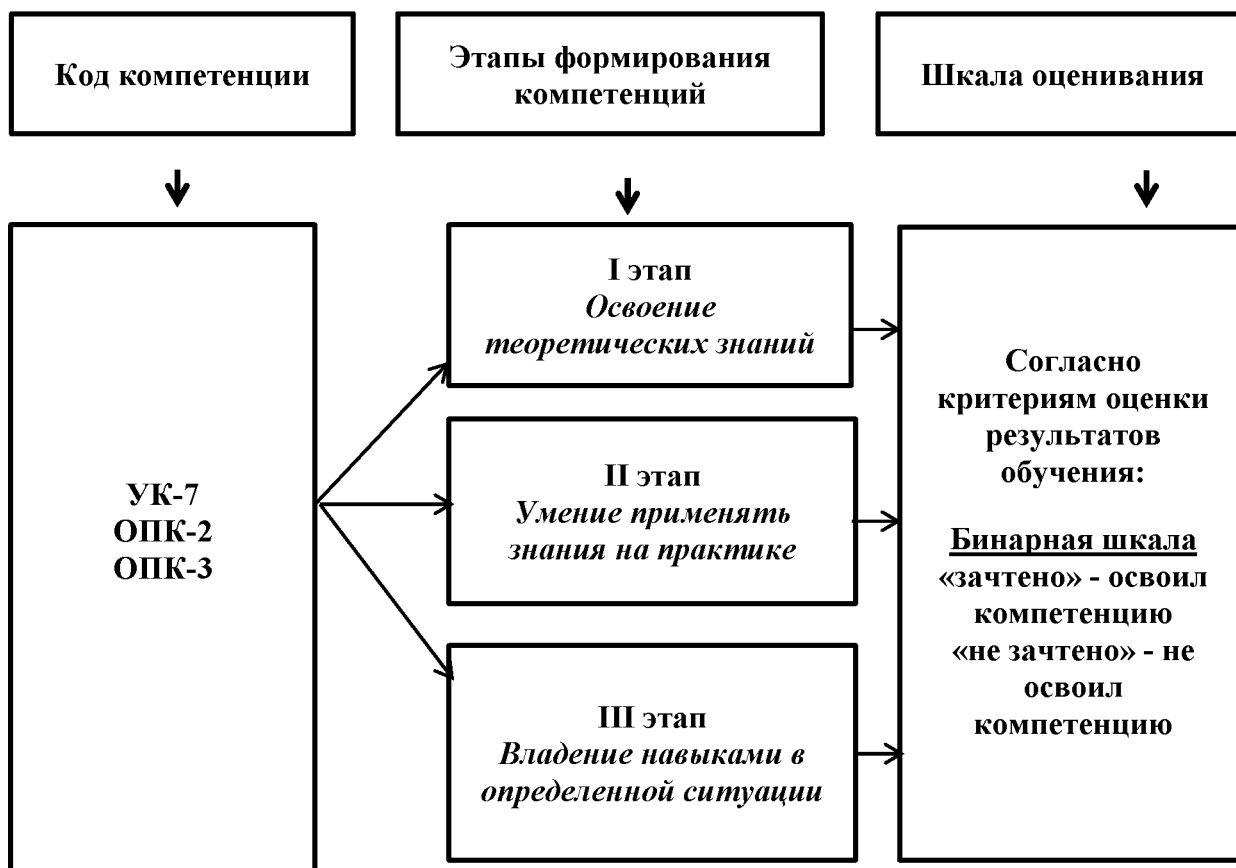 Код компетенции
Этапы формирования
компетенций
Шкала оценивания
УК-7
ОПК-2
ОПК-3
I этап
Освоение
теоретических знаний
II этап
Умение применять
знания на практике
III этап
Владение навыками в
определенной ситуации
Согласно
критериям оценки
результатов
обучения:
Бинарная шкала
«зачтено» - освоил
компетенцию
«не зачтено» - не
освоил
компетенцию